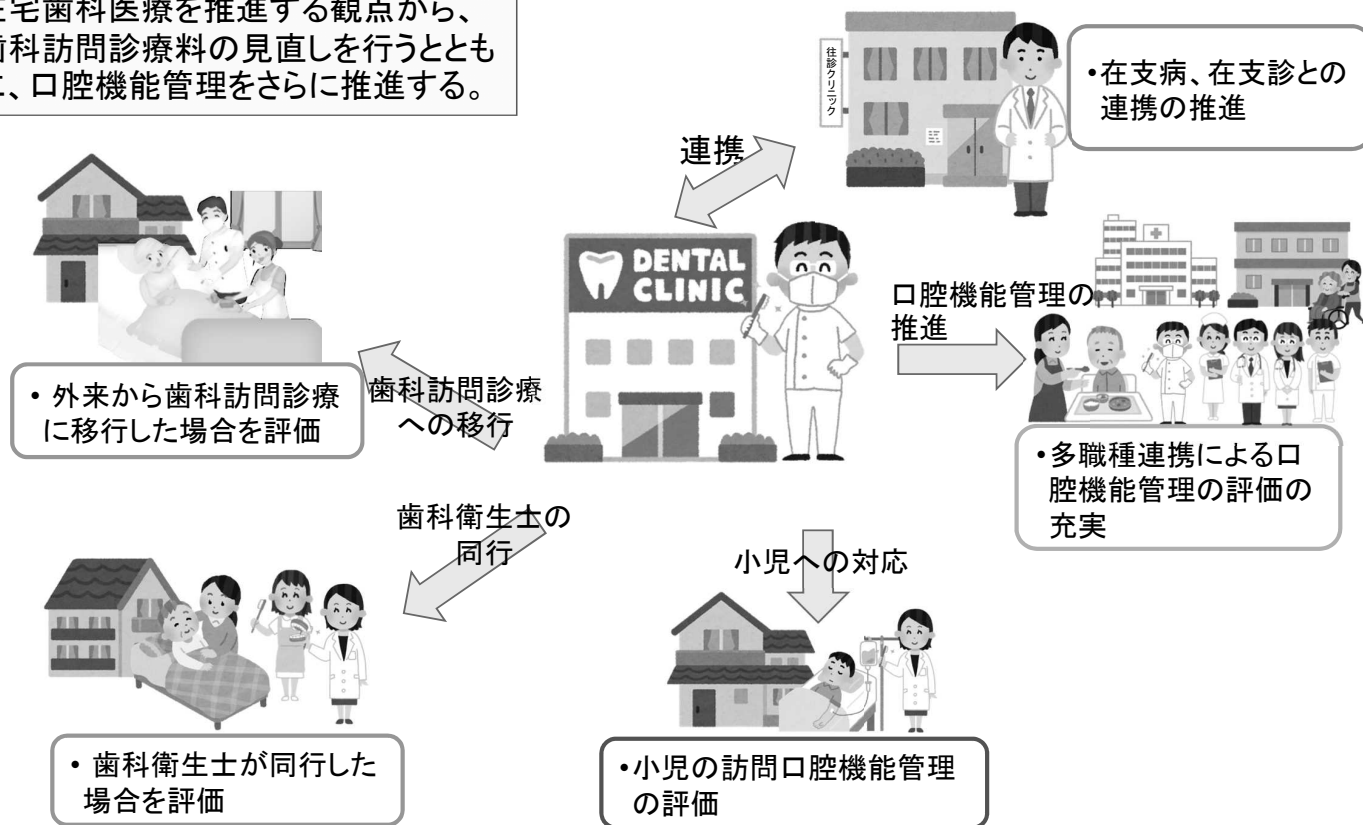 宅歯科医療を推進する観点から、
科訪問診療料の見直しを行うととも
、口腔機能管理をさらに推進する。
往診クリニック
・在支病、在支診との
連携の推進
連携
DENTAL
CLINIC
口腔機能管理の
推進
・外来から歯科訪問診療
に移行した場合を評価
歯科訪問診療
への移行
・多職種連携による口
腔機能管理の評価の
充実
歯科衛生士の
同行
小児への対応
・歯科衛生士が同行した
場合を評価
・小児の訪問口腔機能管理
の評価